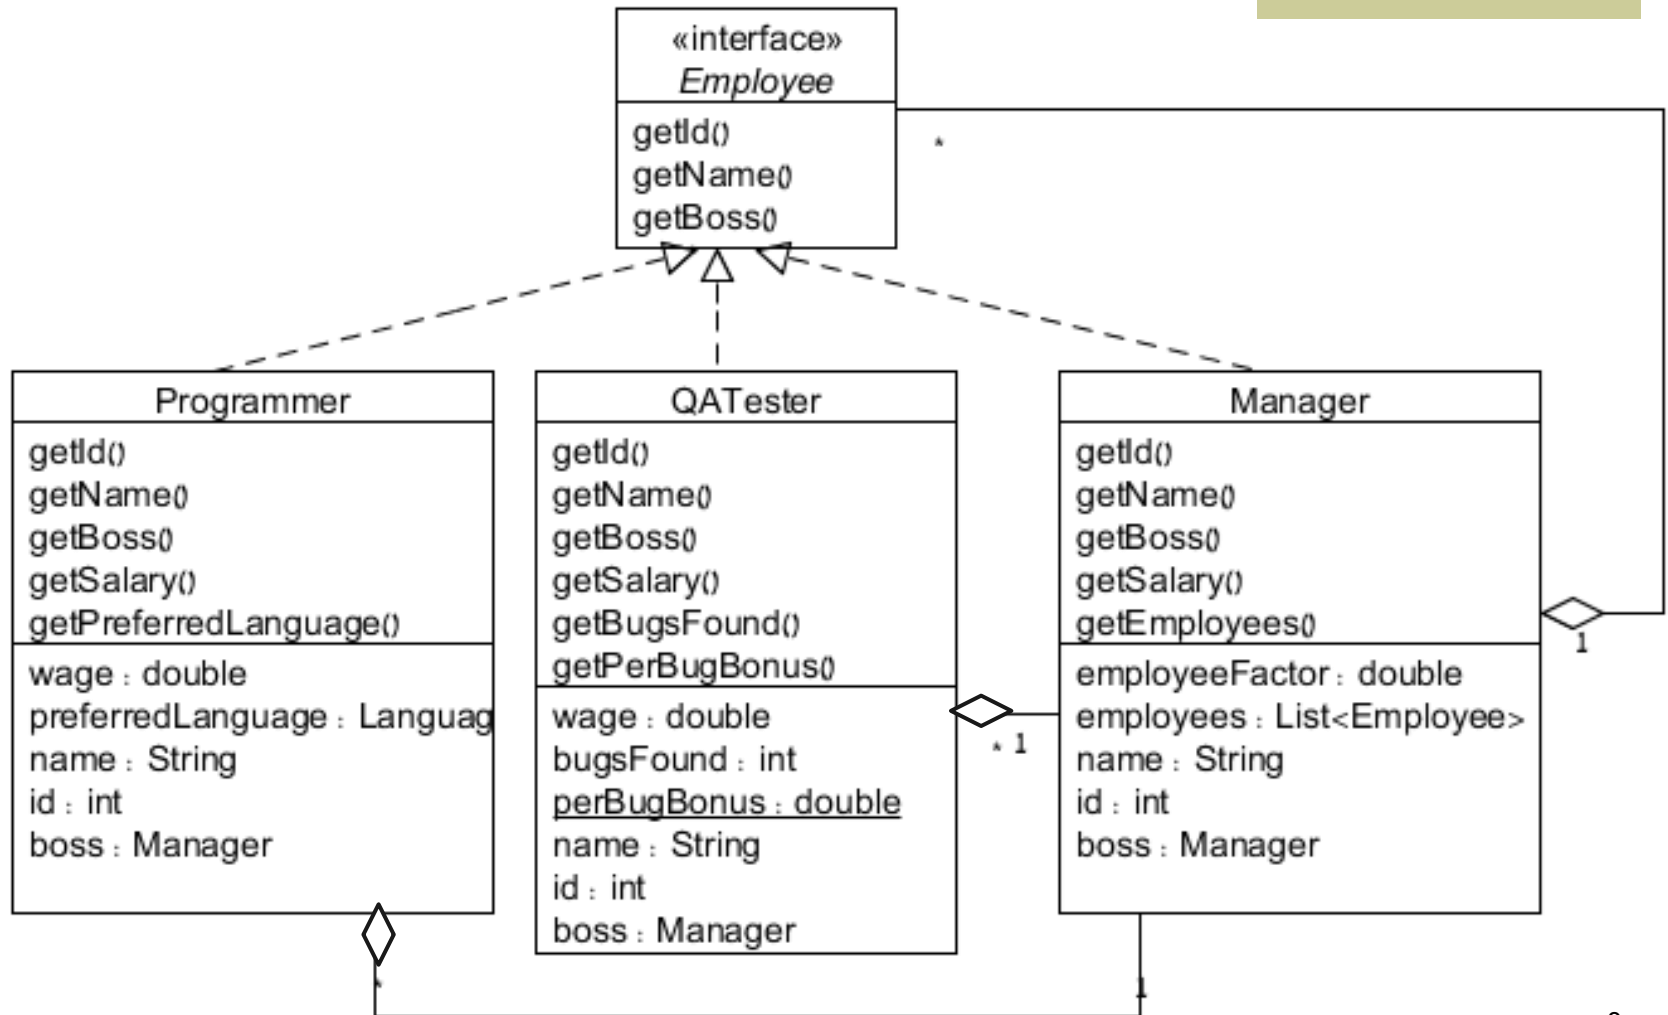 «interface»
Employee
getId()
getName()
getBoss()
*
Programmer
getId()
getName()
getBoss()
getSalary()
getPreferredLanguage()
wage : double
preferredLanguage : Languag
name : String
id : int
boss : Manager
*
QATester
getId()
getName()
getBoss()
getSalary()
getBugsFound()
getPerBugBonus()
wage : double
bugsFound : int
perBugBonus : double
name : String
id : int
boss : Manager
* 1
Manager
getId()
getName()
getBoss()
getSalary()
getEmployees()
employeeFactor : double
employees : List<Employee>
name : String
id : int
boss : Manager
1
1